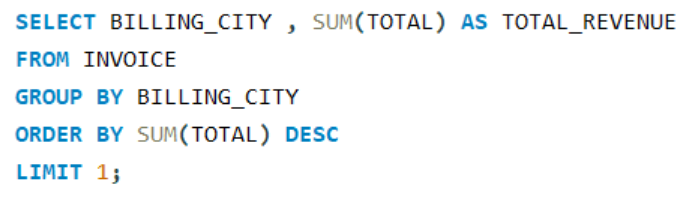 SELECT BILLING_CITY , SUM(TOTAL) AS TOTAL_REVENUE
FROM INVOICE
GROUP BY BILLING_CITY
ORDER BY SUM(TOTAL) DESC
LIMIT 1;